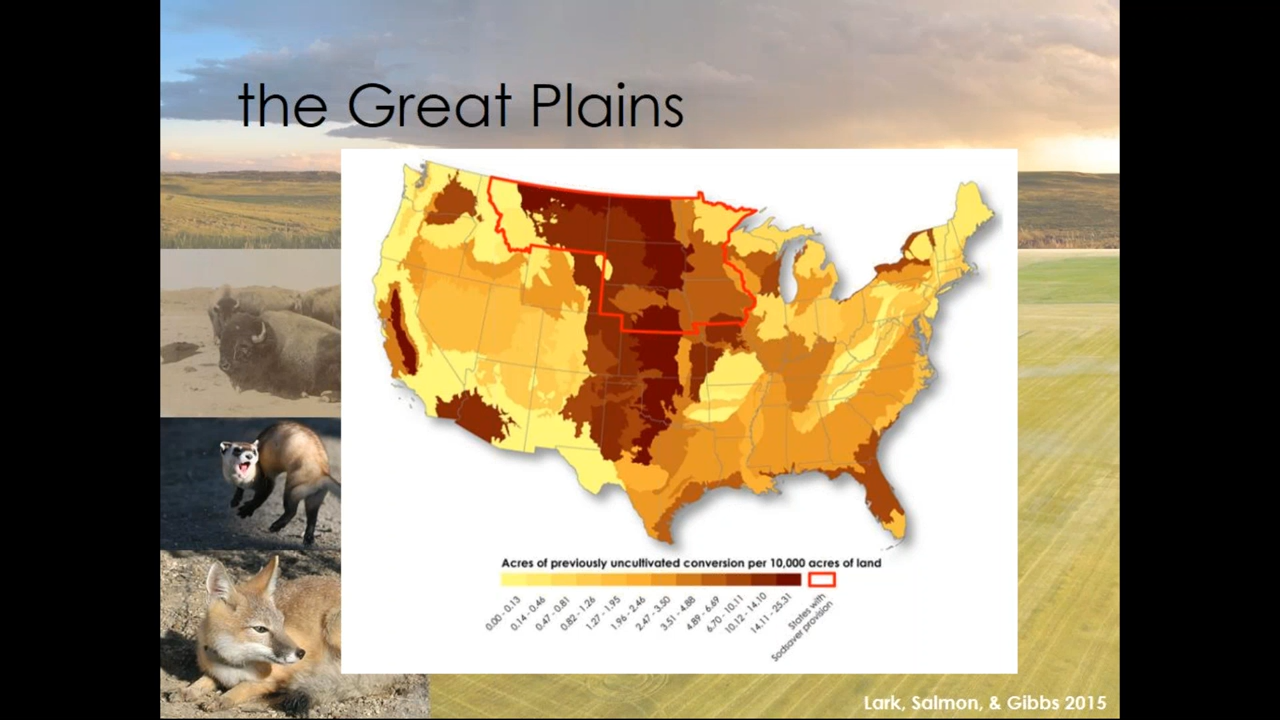 the Great Plains
Acres of previously uncultivated conversion per 10,000 acres of land
0.00 - 0.13
0.14 - 0.46
0.47 - 0.81
0.82 - 1.26
1.27 - 1.95
1.96 - 2.46
2.47 - 3.50
3.51 - 4.88
4.89 - 6.69
6.70 - 10.11
10.12 - 14.10
14.11 - 25.31
States with
Sodsaver provision
Lark, Salmon, & Gibbs 2015